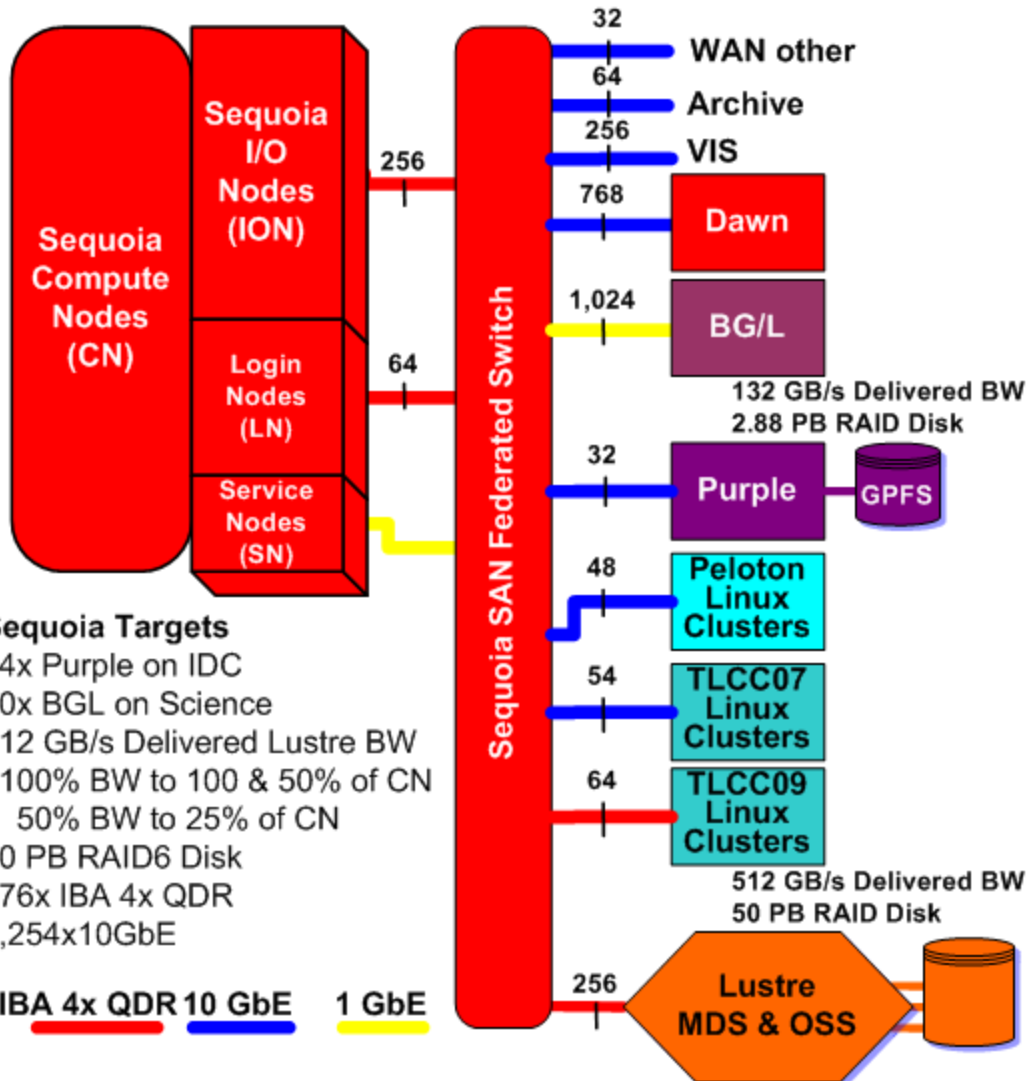 Sequoia
Compute
Nodes
(CN)
Sequoia
I/O
Nodes
(ION)
Login
Nodes
(LN)
Service
Nodes
(SN)
256
64
Sequoia SAN Federated Switch
32
WAN other
64
Archive
256
VIS
768
Dawn
1,024
BG/L
132 GB/s Delivered BW
2.88 PB RAID Disk
32
Purple
GPFS
48
Peloton
Linux
Clusters
54
TLCC07
Linux
Clusters
64
TLCC09
Linux
Clusters
512 GB/s Delivered BW
50 PB RAID Disk
256
Lustre
MDS & OSS
equoia Targets
4x Purple on IDC
0x BGL on Science
12 GB/s Delivered Lustre BW
100% BW to 100 & 50% of CN
50% BW to 25% of CN
0 PB RAID6 Disk
76x IBA 4x QDR
,254x10GbE
IBA 4x QDR 10 GbE 1 GbE